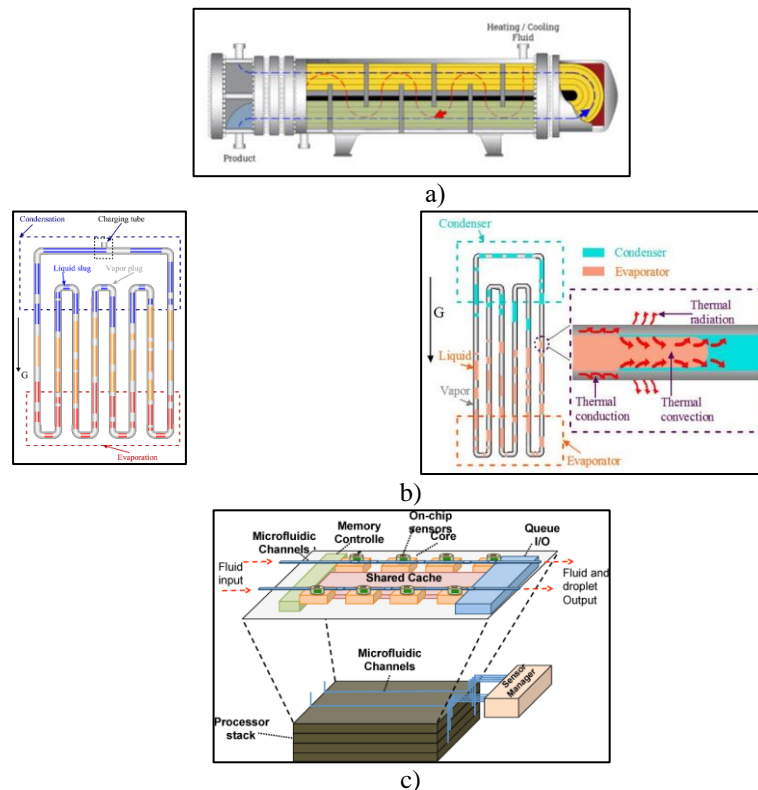 Heating / Cooling
Fluid
Product
a)
Condensation
Charging tube
Liquid slug
Vapor plug
G
Evaporation
Condenser
Condenser
Evaporator
G
Liquid
Vapor
Evaporator
Thermal
radiation
Thermal
conduction
Thermal
convection
b)
On-chip
sensors
Queue
I/O
Memory
Controlle
Core
Microfluidic
Channels
Fluid
input
Shared Cache
Fluid and
droplet
Output
Microfluidic
Channels
Sensor
Manager
Processor
stack
c)